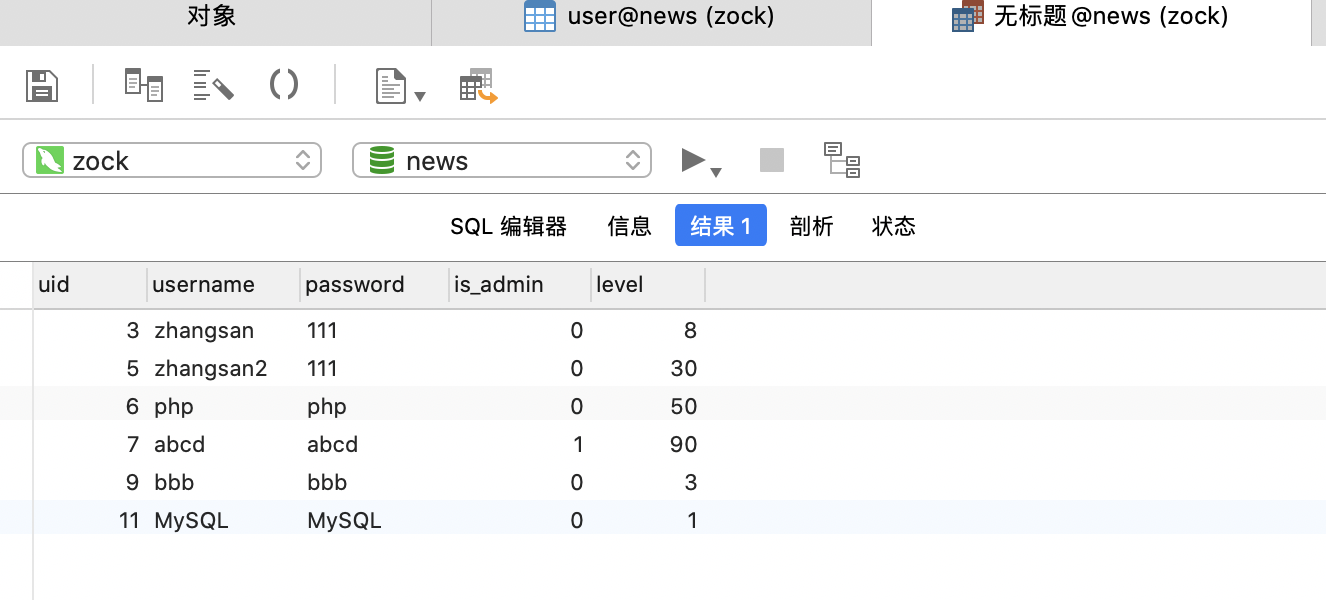 对象
user@news (zock)
无标题@news (zock)
zock
news
SQL 编辑器 信息 结果 1 剖析 状态
uid username password is_admin level
3 zhangsan 111 0 8
5 zhangsan2 111 0 30
6 php php 0 50
7 abcd abcd 1 90
9 bbb bbb 0 3
11 MySQL MySQL 0 1